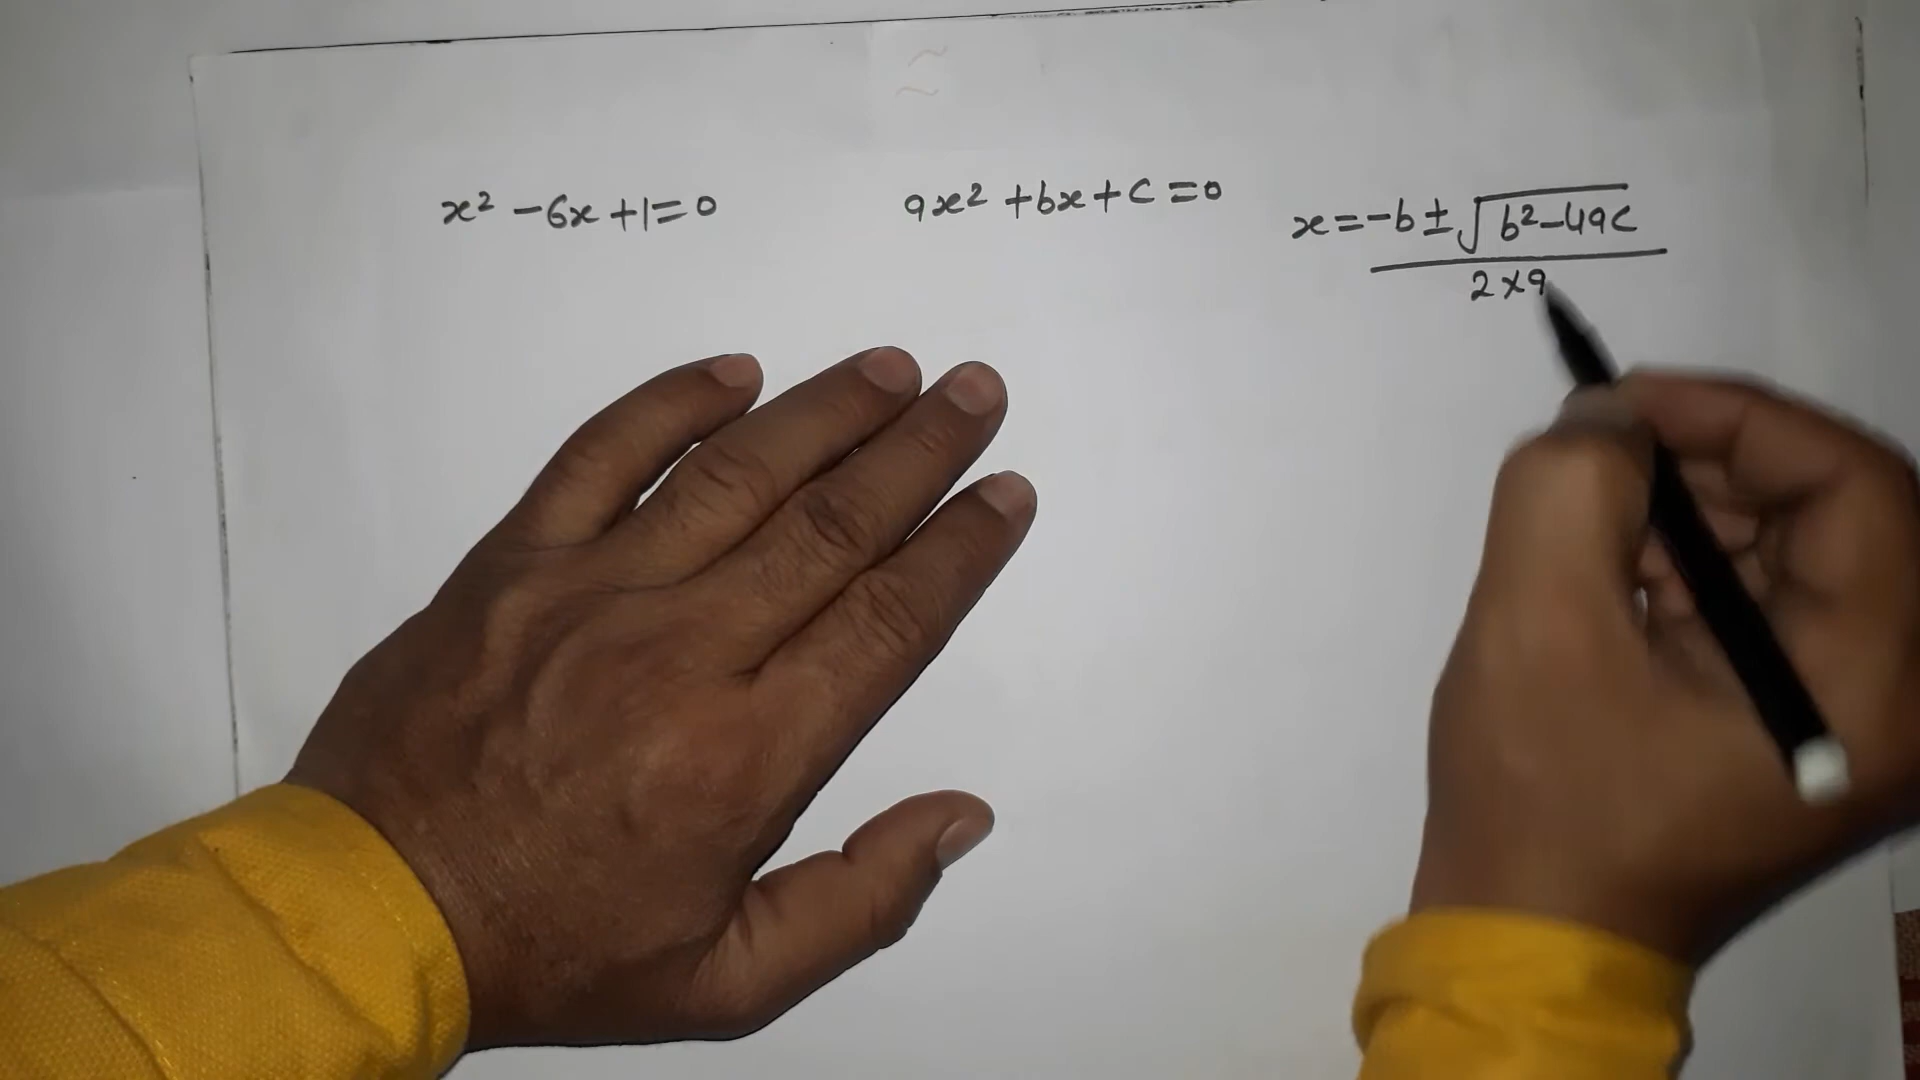 x² - 6x + 1 = 0
ax² + bx + c = 0
x = -b ± √b² - 4ac
2 × a